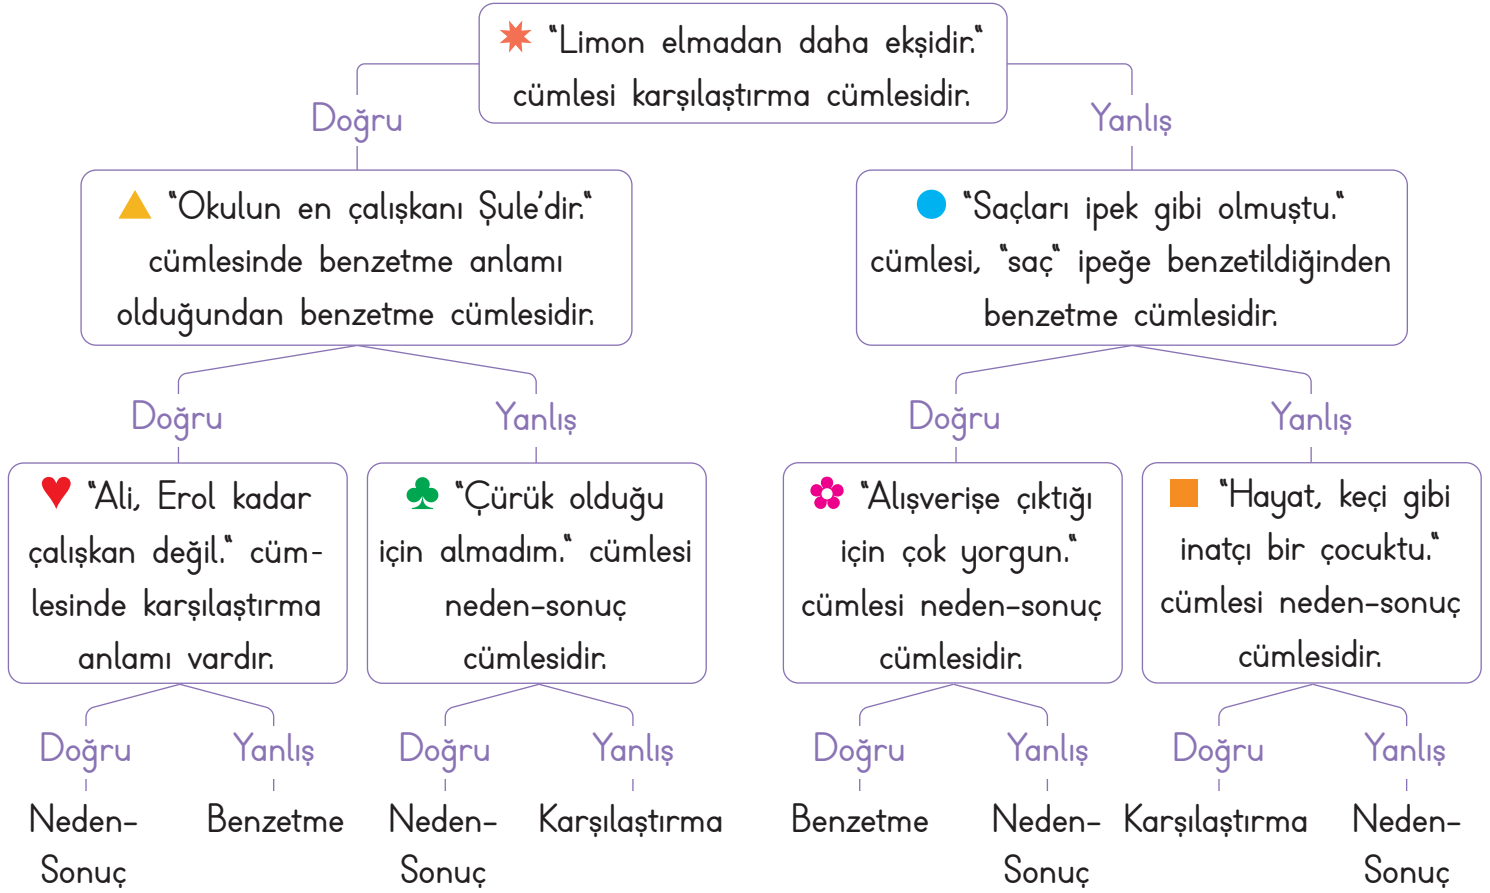 "Limon elmadan daha ekşidir."
cümlesi karşılaştırma cümlesidir.
Doğru
Yanlış
"Okulun en çalışkanı Şule'dir."
cümlesinde benzetme anlamı
olduğundan benzetme cümlesidir.
"Saçları ipek gibi olmuştu."
cümlesi, "saç" ipeğe benzetildiğinden
benzetme cümlesidir.
Doğru
Yanlış
Doğru
Yanlış
"Ali, Erol kadar
çalışkan değil." cüm-
lesinde karşılaştırma
anlamı vardır.
"Çürük olduğu
için almadım." cümlesi
neden-sonuç
cümlesidir.
"Alışverişe çıktığı
için çok yorgun."
cümlesi neden-sonuç
cümlesidir.
"Hayat, keçi gibi
inatçı bir çocuktu."
cümlesi neden-sonuç
cümlesidir.
Doğru
Yanlış
Doğru
Yanlış
Doğru
Yanlış
Doğru
Yanlış
Neden-
Sonuç
Benzetme
Neden-
Sonuç
Karşılaştırma
Benzetme
Neden-
Sonuç
Karşılaştırma
Neden-
Sonuç